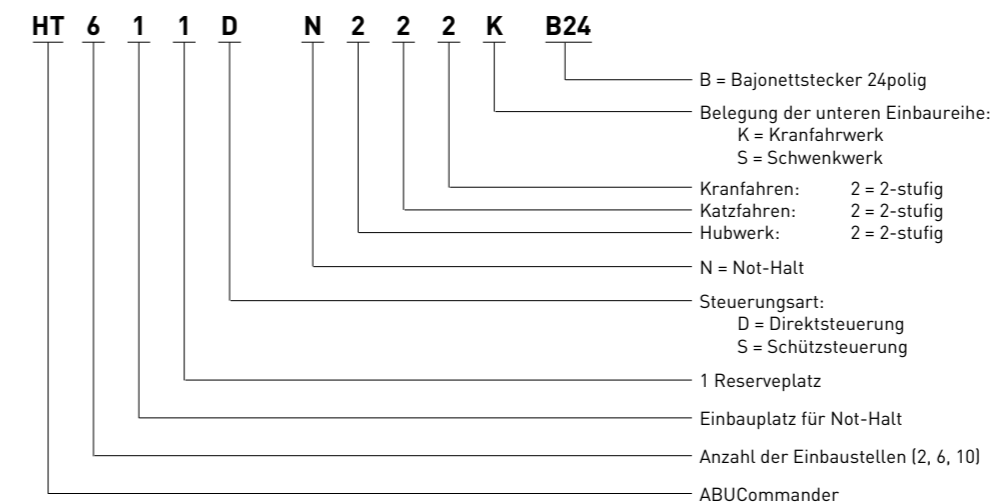 HT 6 1 1 D N 2 2 2 K B24
B = Bajonettstecker 24polig
Belegung der unteren Einbaureihe:
K = Kranfahrwerk
S = Schwenkwerk
Kranfahren: 2 = 2-stufig
Katzfahren: 2 = 2-stufig
Hubwerk: 2 = 2-stufig
N = Not-Halt
Steuerungsart:
D = Direktsteuerung
S = Schützsteuerung
1 Reserveplatz
Einbauplatz für Not-Halt
Anzahl der Einbaustellen (2, 6, 10)
ABUCommander